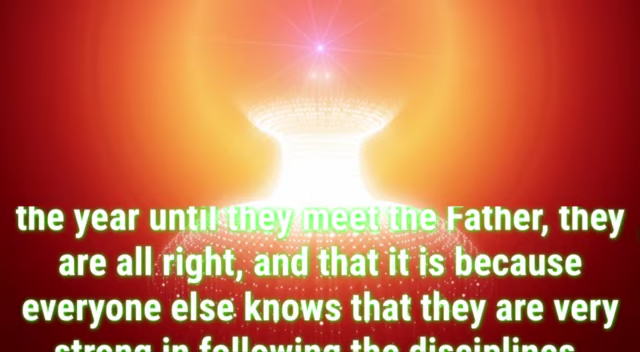 the year until they meet the Father, they
are all right, and that it is because
everyone else knows that they are very
strong in following the disciplines